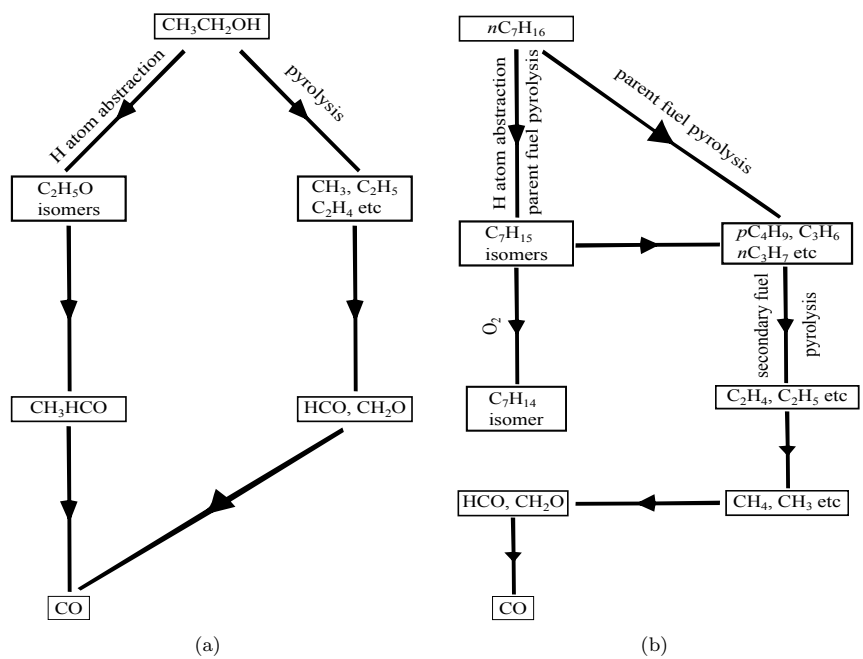 CH₃CH₂OH
H atom abstraction
pyrolysis
C₂H₅O
isomers
CH₃, C₂H₅
C₂H₄ etc
CH₃HCO
HCO, CH₂O
CO
(a)
nC₇H₁₆
H atom abstraction
parent fuel pyrolysis
parent fuel pyrolysis
C₇H₁₅
isomers
pC₄H₉, C₃H₆
nC₃H₇ etc
O₂
secondary fuel
pyrolysis
C₇H₁₄
isomer
C₂H₄, C₂H₅ etc
CH₄, CH₃ etc
HCO, CH₂O
CO
(b)